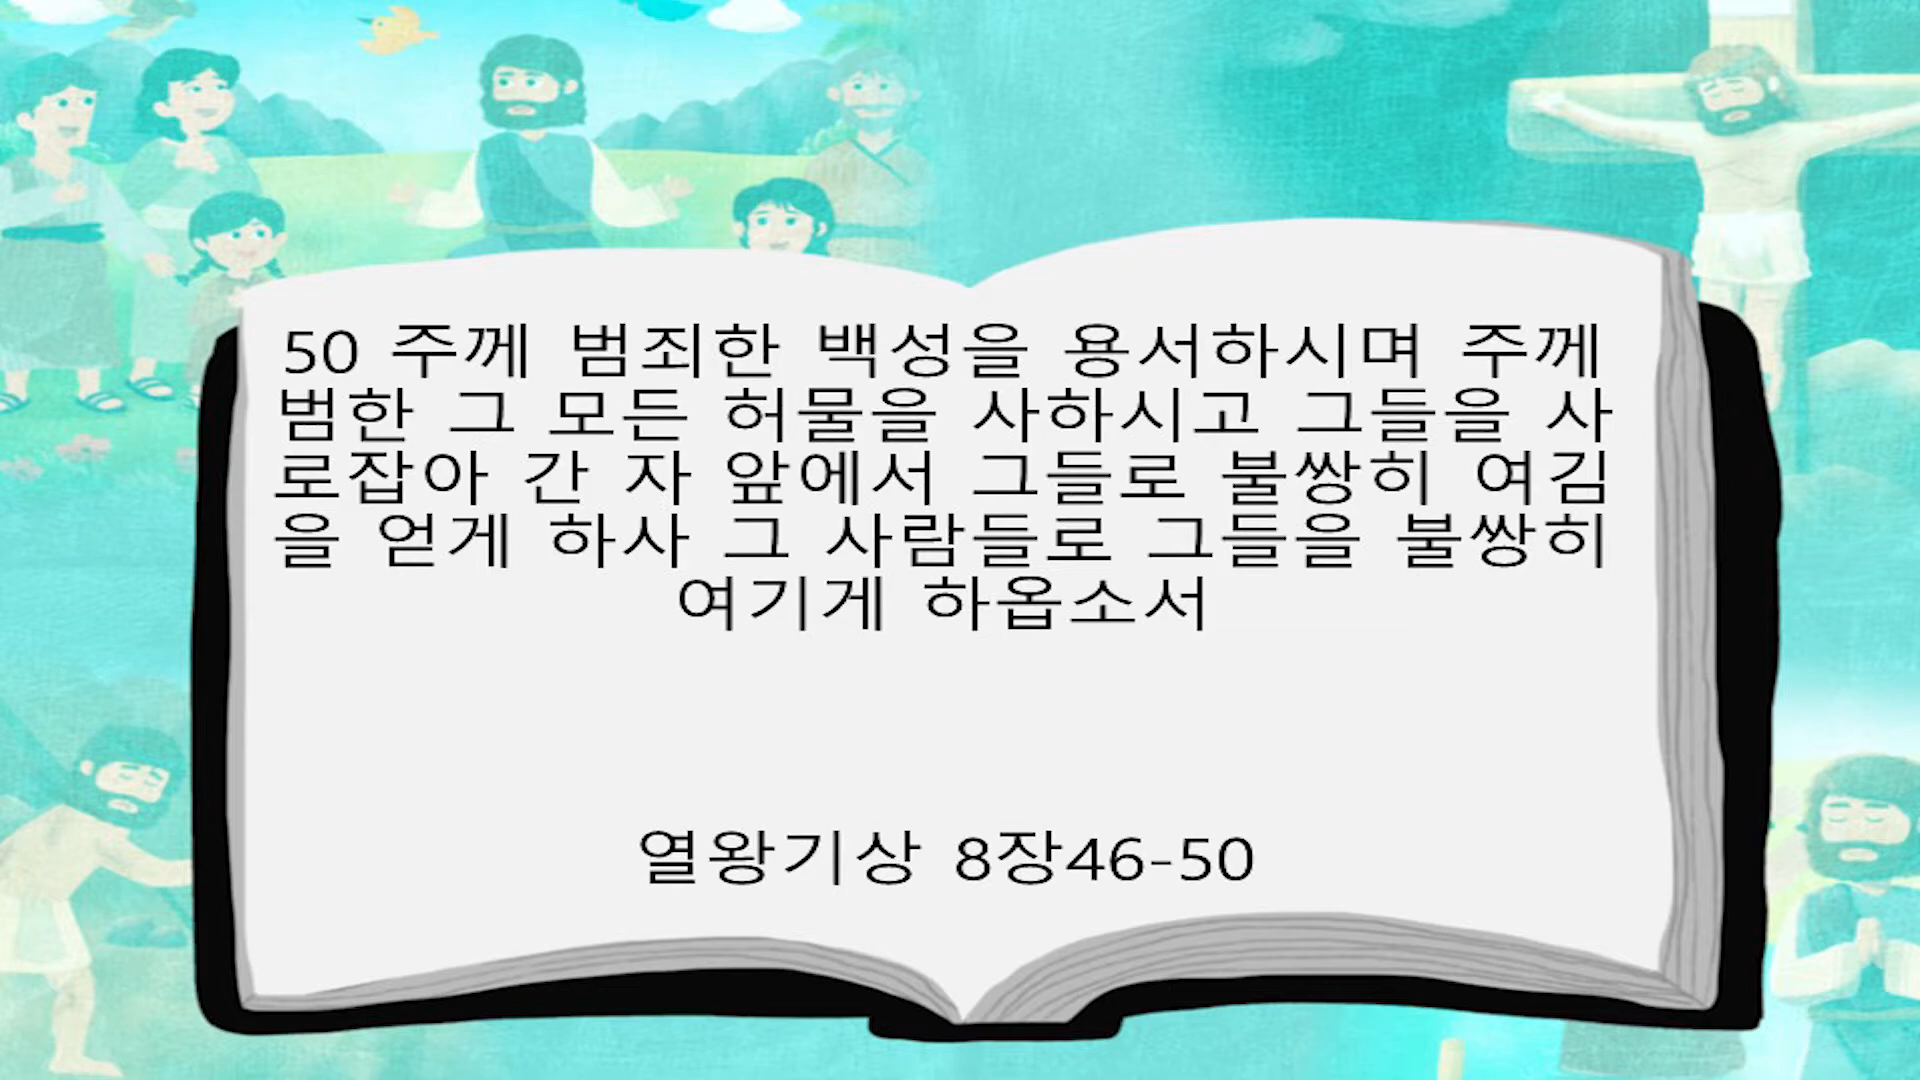 50 주께 범죄한 백성을 용서하시며 주께
범한 그 모든 허물을 사하시고 그들을 사
로잡아 간 자 앞에서 그들로 불쌍히 여김
을 얻게 하사 그 사람들로 그들을 불쌍히
여기게 하옵소서
열왕기상 8장46-50